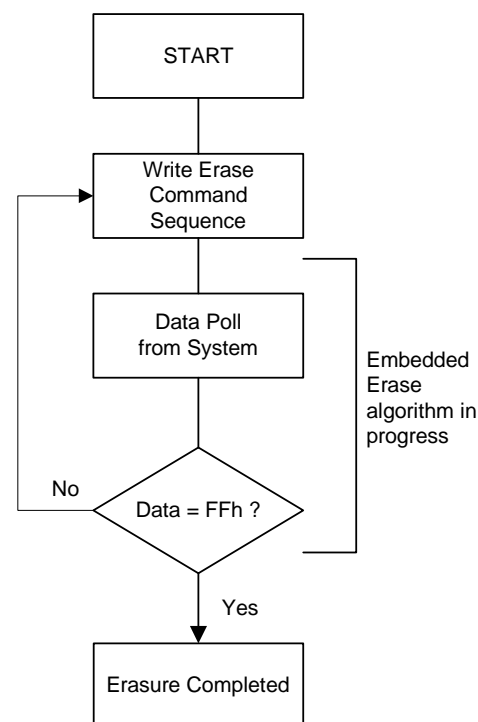 START
Write Erase
Command
Sequence
Data Poll
from System
Embedded
Erase
algorithm in
progress
No
Data = FFh ?
Yes
Erasure Completed